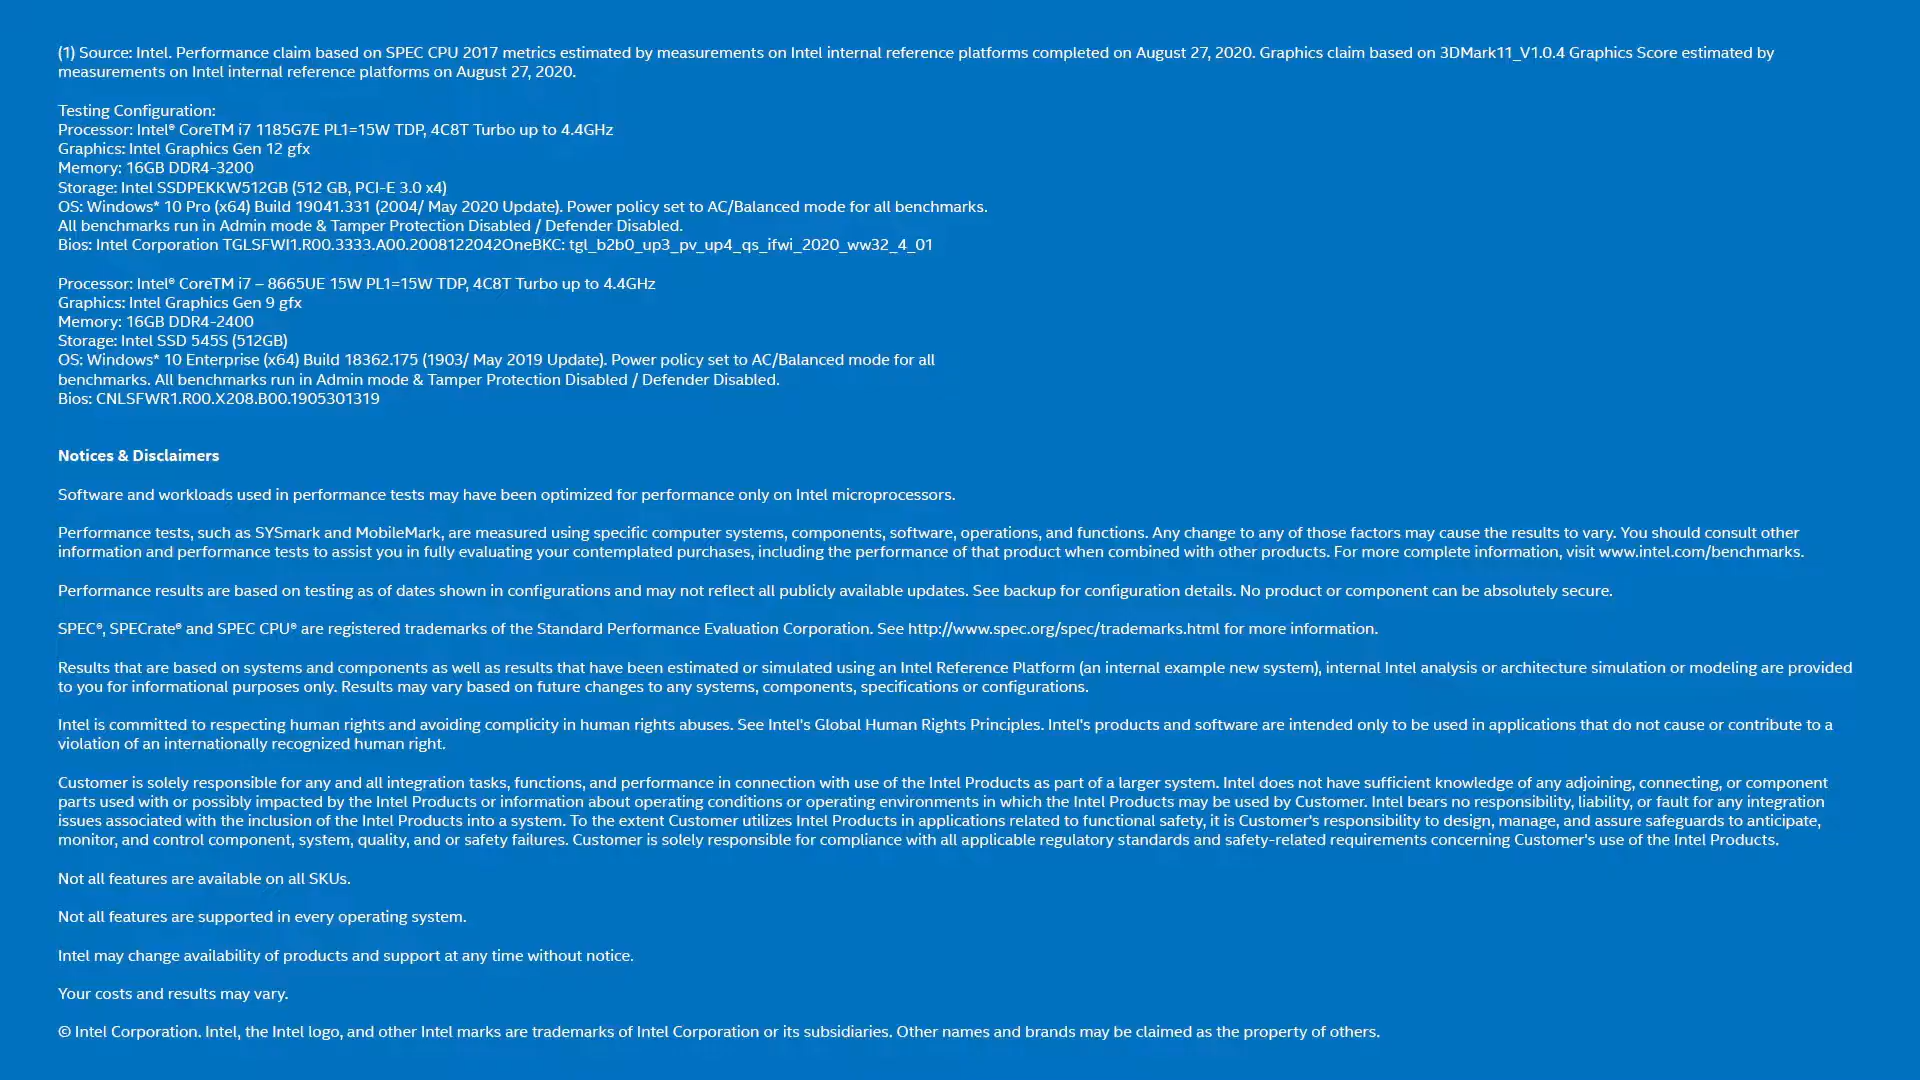 (1) Source: Intel. Performance claim based on SPEC CPU 2017 metrics estimated by measurements on Intel internal reference platforms completed on August 27, 2020. Graphics claim based on 3DMark11_V1.0.4 Graphics Score estimated by
measurements on Intel internal reference platforms on August 27, 2020.
Testing Configuration:
Processor: Intel® CoreTM i7 1185G7E PL1=15W TDP, 4C8T Turbo up to 4.4GHz
Graphics: Intel Graphics Gen 12 gfx
Memory: 16GB DDR4-3200
Storage: Intel SSDPEKKW512GB (512 GB, PCI-E 3.0 x4)
OS: Windows* 10 Pro (x64) Build 19041.331 (2004/ May 2020 Update). Power policy set to AC/Balanced mode for all benchmarks.
All benchmarks run in Admin mode & Tamper Protection Disabled / Defender Disabled.
Bios: Intel Corporation TGLSFWI1.R00.3333.A00.2008122042OneBKC: tgl_b2b0_up3_pv_up4_qs_ifwi_2020_ww32_4_01
Processor: Intel® CoreTM i7 – 8665UE 15W PL1=15W TDP, 4C8T Turbo up to 4.4GHz
Graphics: Intel Graphics Gen 9 gfx
Memory: 16GB DDR4-2400
Storage: Intel SSD 545S (512GB)
OS: Windows* 10 Enterprise (x64) Build 18362.175 (1903/ May 2019 Update). Power policy set to AC/Balanced mode for all
benchmarks. All benchmarks run in Admin mode & Tamper Protection Disabled / Defender Disabled.
Bios: CNLSFWR1.R00.X208.B00.1905301319
Notices & Disclaimers
Software and workloads used in performance tests may have been optimized for performance only on Intel microprocessors.
Performance tests, such as SYSmark and MobileMark, are measured using specific computer systems, components, software, operations, and functions. Any change to any of those factors may cause the results to vary. You should consult other
information and performance tests to assist you in fully evaluating your contemplated purchases, including the performance of that product when combined with other products. For more complete information, visit www.intel.com/benchmarks.
Performance results are based on testing as of dates shown in configurations and may not reflect all publicly available updates. See backup for configuration details. No product or component can be absolutely secure.
SPEC®, SPECrate® and SPEC CPU® are registered trademarks of the Standard Performance Evaluation Corporation. See http://www.spec.org/spec/trademarks.html for more information.
Results that are based on systems and components as well as results that have been estimated or simulated using an Intel Reference Platform (an internal example new system), internal Intel analysis or architecture simulation or modeling are provided
to you for informational purposes only. Results may vary based on future changes to any systems, components, specifications or configurations.
Intel is committed to respecting human rights and avoiding complicity in human rights abuses. See Intel's Global Human Rights Principles. Intel's products and software are intended only to be used in applications that do not cause or contribute to a
violation of an internationally recognized human right.
Customer is solely responsible for any and all integration tasks, functions, and performance in connection with use of the Intel Products as part of a larger system. Intel does not have sufficient knowledge of any adjoining, connecting, or component
parts used with or possibly impacted by the Intel Products or information about operating conditions or operating environments in which the Intel Products may be used by Customer. Intel bears no responsibility, liability, or fault for any integration
issues associated with the inclusion of the Intel Products into a system. To the extent Customer utilizes Intel Products in applications related to functional safety, it is Customer's responsibility to design, manage, and assure safeguards to anticipate,
monitor, and control component, system, quality, and or safety failures. Customer is solely responsible for compliance with all applicable regulatory standards and safety-related requirements concerning Customer's use of the Intel Products.
Not all features are available on all SKUs.
Not all features are supported in every operating system.
Intel may change availability of products and support at any time without notice.
Your costs and results may vary.
© Intel Corporation. Intel, the Intel logo, and other Intel marks are trademarks of Intel Corporation or its subsidiaries. Other names and brands may be claimed as the property of others.